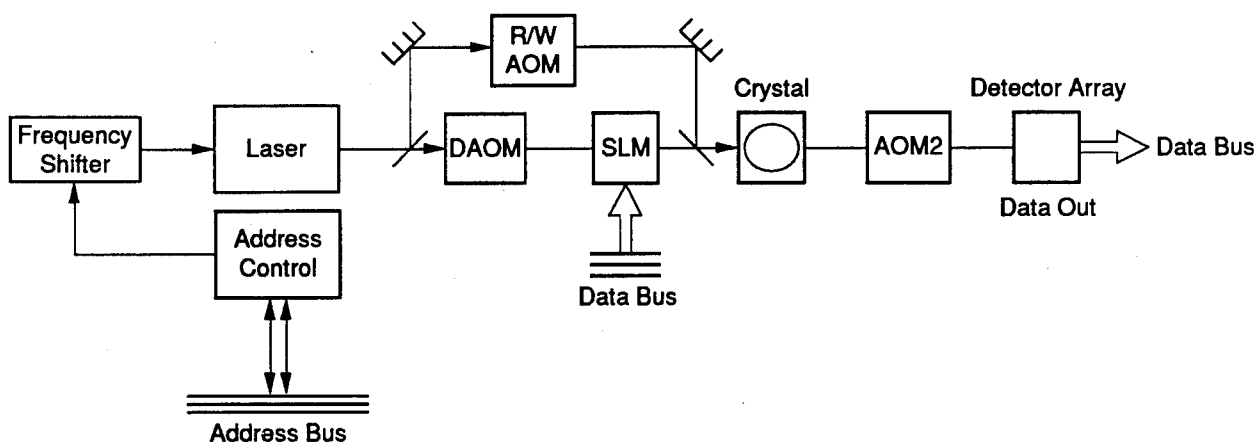 R/W
AOM
Crystal
Detector Array
Frequency
Shifter
Laser
DAOM
SLM
AOM2
Data Bus
Data Out
Address
Control
Data Bus
Address Bus